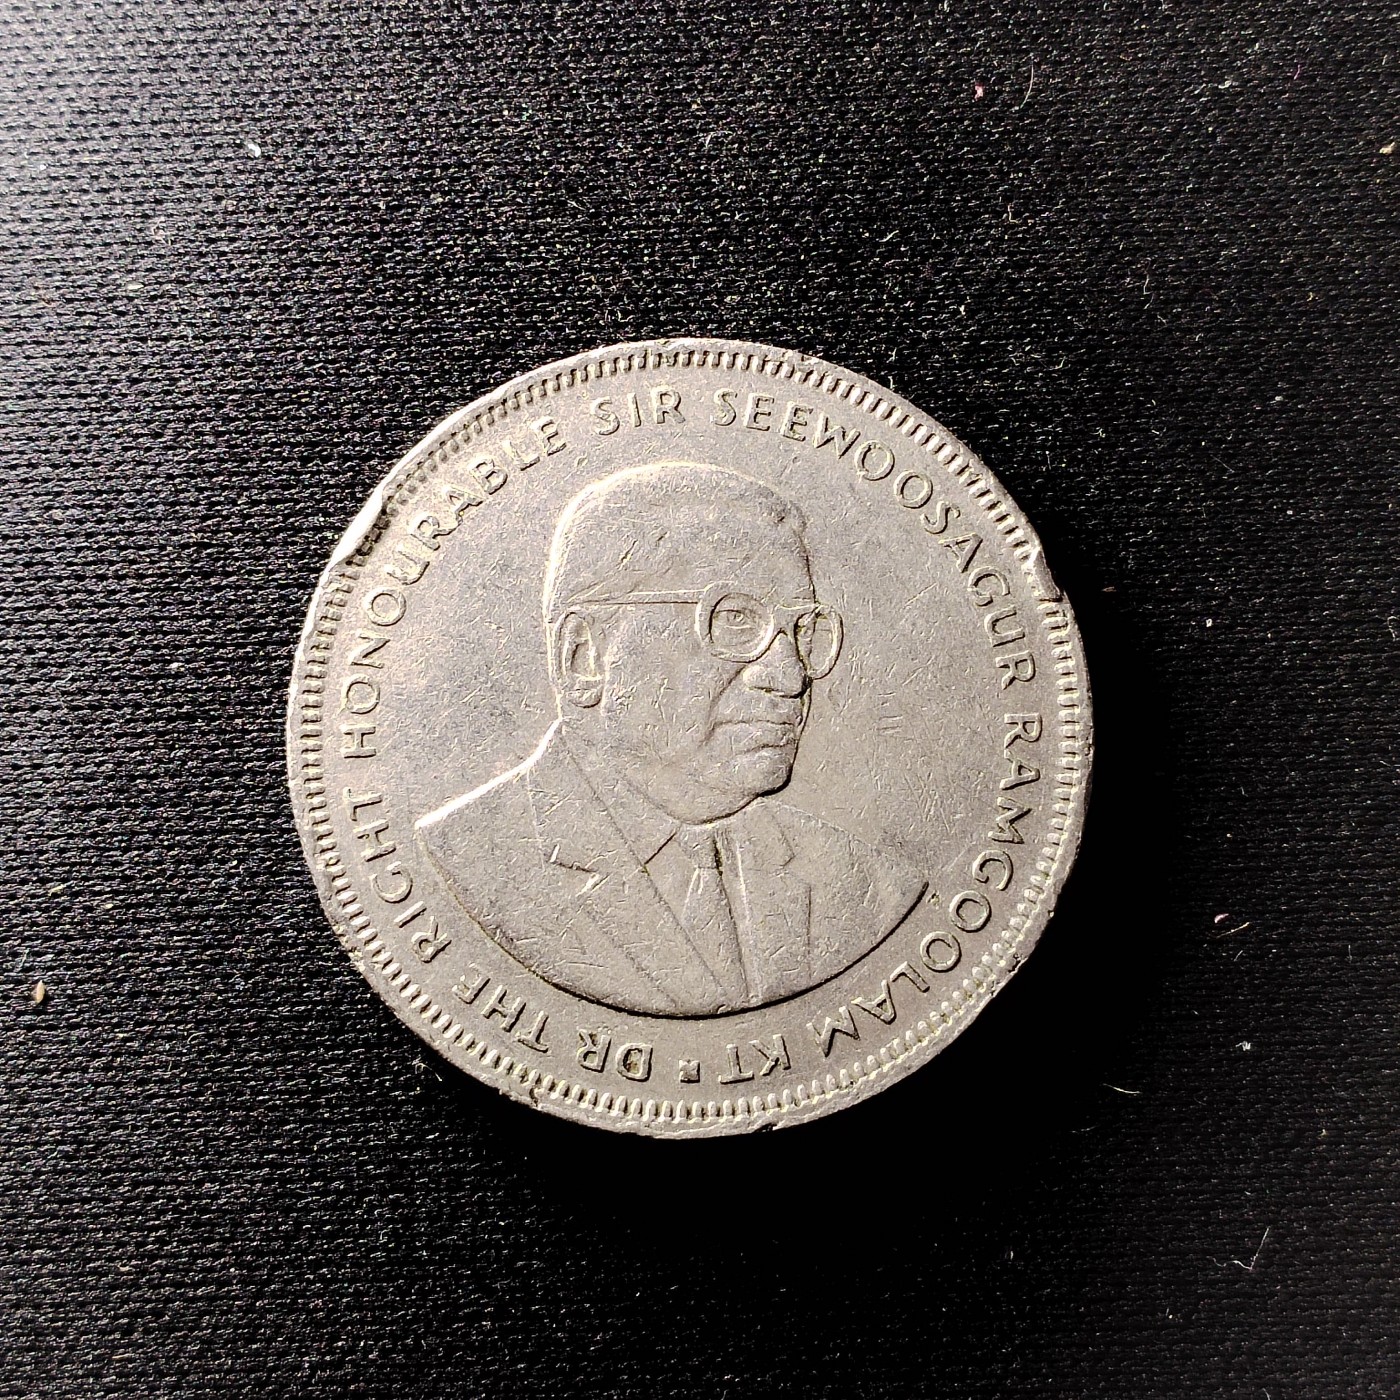 DR THE RIGHT HONOURABLE SIR SEEWOOSAGUR RAMGOOLAM KT ▪